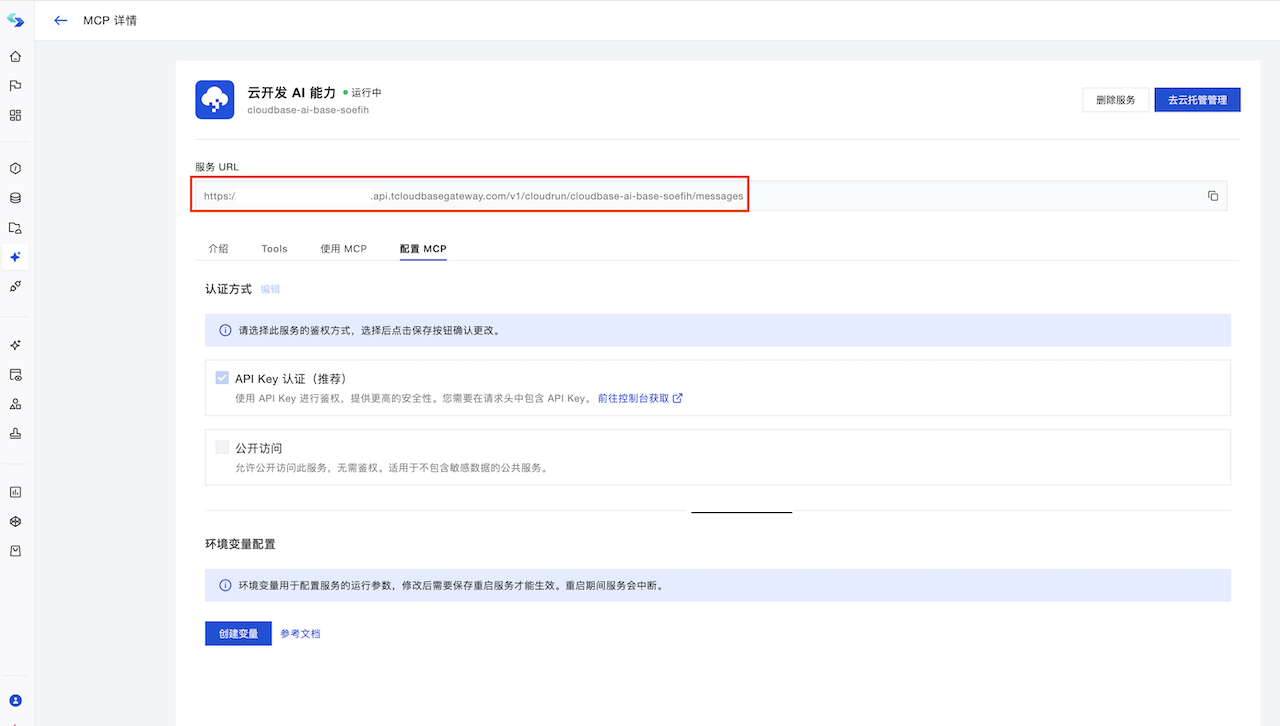 MCP 详情
云开发 AI 能力 运行中
cloudbase-ai-base-soefih
删除服务 去云托管管理
服务 URL
https:/ .api.tcloudbasegateway.com/v1/cloudrun/cloudbase-ai-base-soefih/messages
介绍 Tools 使用 MCP 配置 MCP
认证方式 编辑
请选择此服务的鉴权方式，选择后点击保存按钮确认更改。
API Key 认证（推荐）
使用 API Key 进行鉴权，提供更高的安全性。您需要在请求头中包含 API Key。 前往控制台获取
公开访问
允许公开访问此服务，无需鉴权。适用于不包含敏感数据的公共服务。
环境变量配置
环境变量用于配置服务的运行参数，修改后需要保存重启服务才能生效。重启期间服务会中断。
创建变量 参考文档